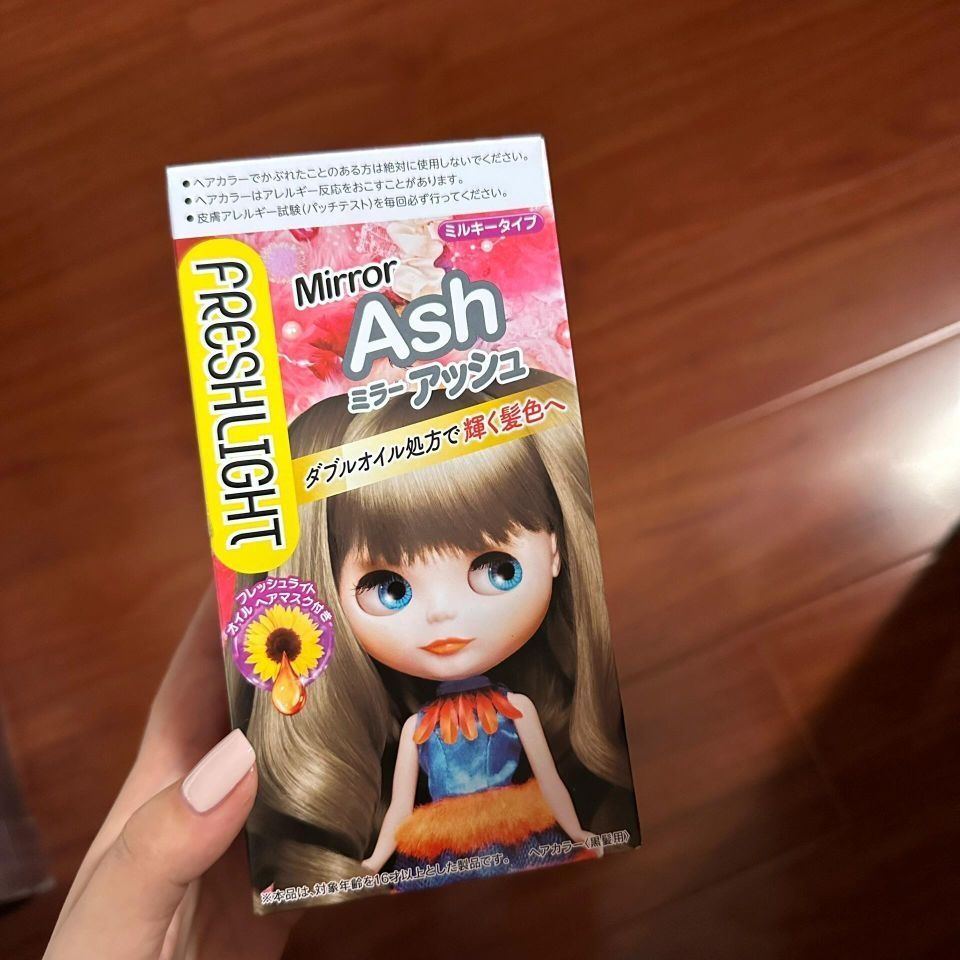 ●ヘアカラーでかぶれたことのある方は絶対に使用しないでください。
●ヘアカラーはアレルギー反応をおこすことがあります。
●皮膚アレルギー試験(パッチテスト)を毎回必ず行ってください。
ミルキータイプ
FRESHLIGHT
Mirror
Ash
ミラーアッシュ
ダブルオイル処方で輝く髪色へ
フレッシュライト
オイルヘアマスク付き
ヘアカラー〈黒髪用〉
※本品は、対象年齢を16才以上とした製品です。